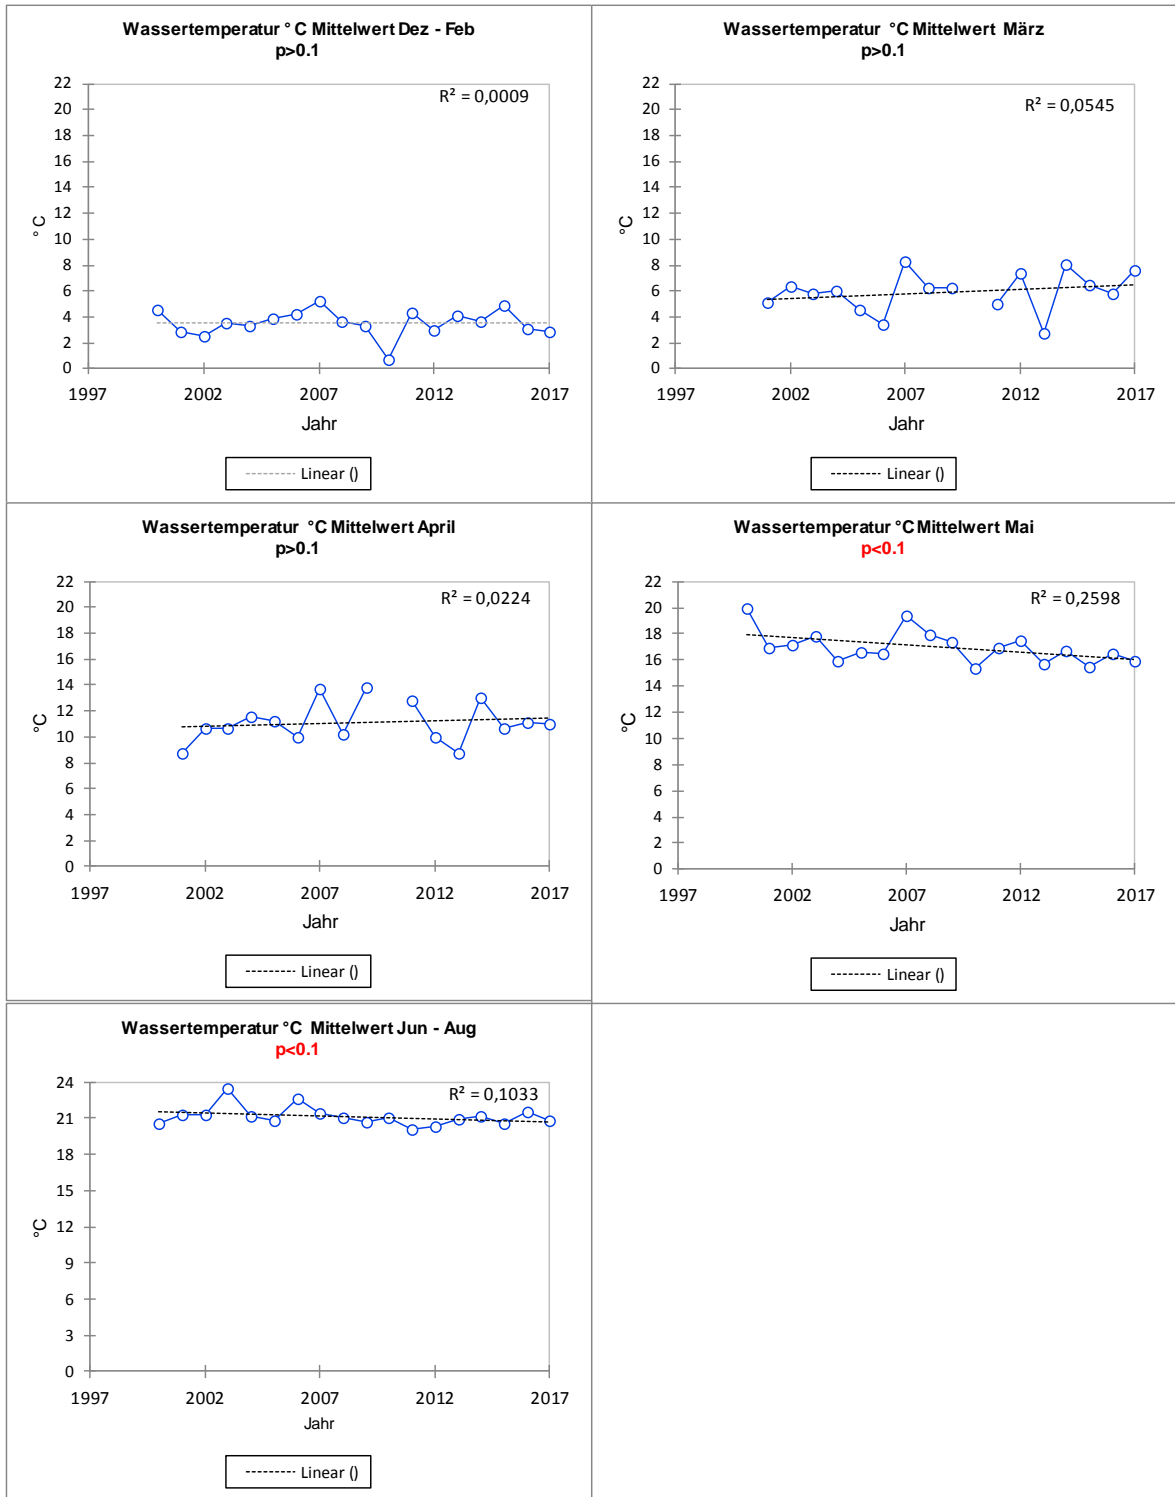 Wassertemperatur °C Mittelwert Dez - Feb
p>0.1
R² = 0,0009
22
20
18
16
14
12
10
8
6
4
2
0
°C
1997 2002 2007 2012 2017
Jahr
Linear ()
Wassertemperatur °C Mittelwert März
p>0.1
R² = 0,0545
22
20
18
16
14
12
10
8
6
4
2
0
°C
1997 2002 2007 2012 2017
Jahr
Linear ()
Wassertemperatur °C Mittelwert April
p>0.1
R² = 0,0224
22
20
18
16
14
12
10
8
6
4
2
0
°C
1997 2002 2007 2012 2017
Jahr
Linear ()
Wassertemperatur °C Mittelwert Mai
p<0.1
R² = 0,2598
22
20
18
16
14
12
10
8
6
4
2
0
°C
1997 2002 2007 2012 2017
Jahr
Linear ()
Wassertemperatur °C Mittelwert Jun - Aug
p<0.1
R² = 0,1033
24
21
18
15
12
9
6
3
0
°C
1997 2002 2007 2012 2017
Jahr
Linear ()